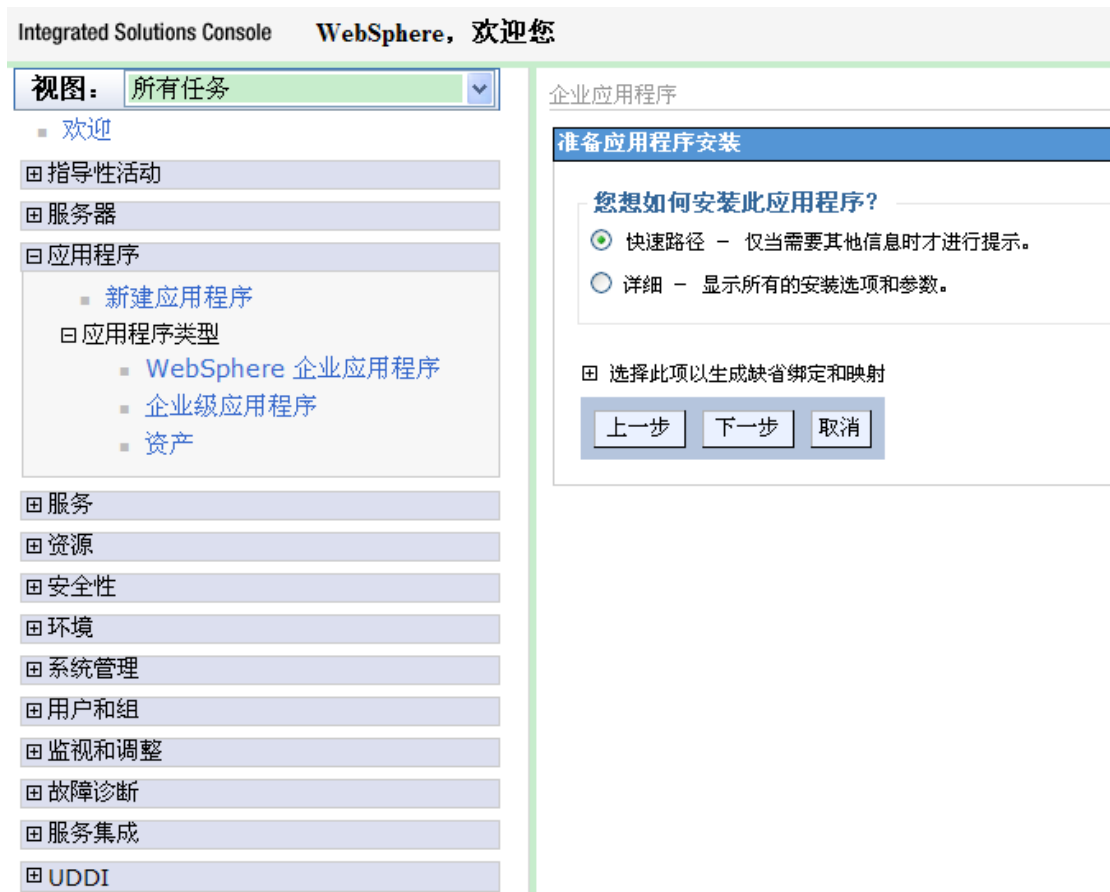 Integrated Solutions Console WebSphere，欢迎您
视图： 所有任务
欢迎
指导性活动
服务器
应用程序
新建应用程序
应用程序类型
WebSphere 企业应用程序
企业级应用程序
资产
服务
资源
安全性
环境
系统管理
用户和组
监视和调整
故障诊断
服务集成
UDDI
企业应用程序
准备应用程序安装
您想如何安装此应用程序？
快速路径 － 仅当需要其他信息时才进行提示。
详细 － 显示所有的安装选项和参数。
选择此项以生成缺省绑定和映射
上一步 下一步 取消